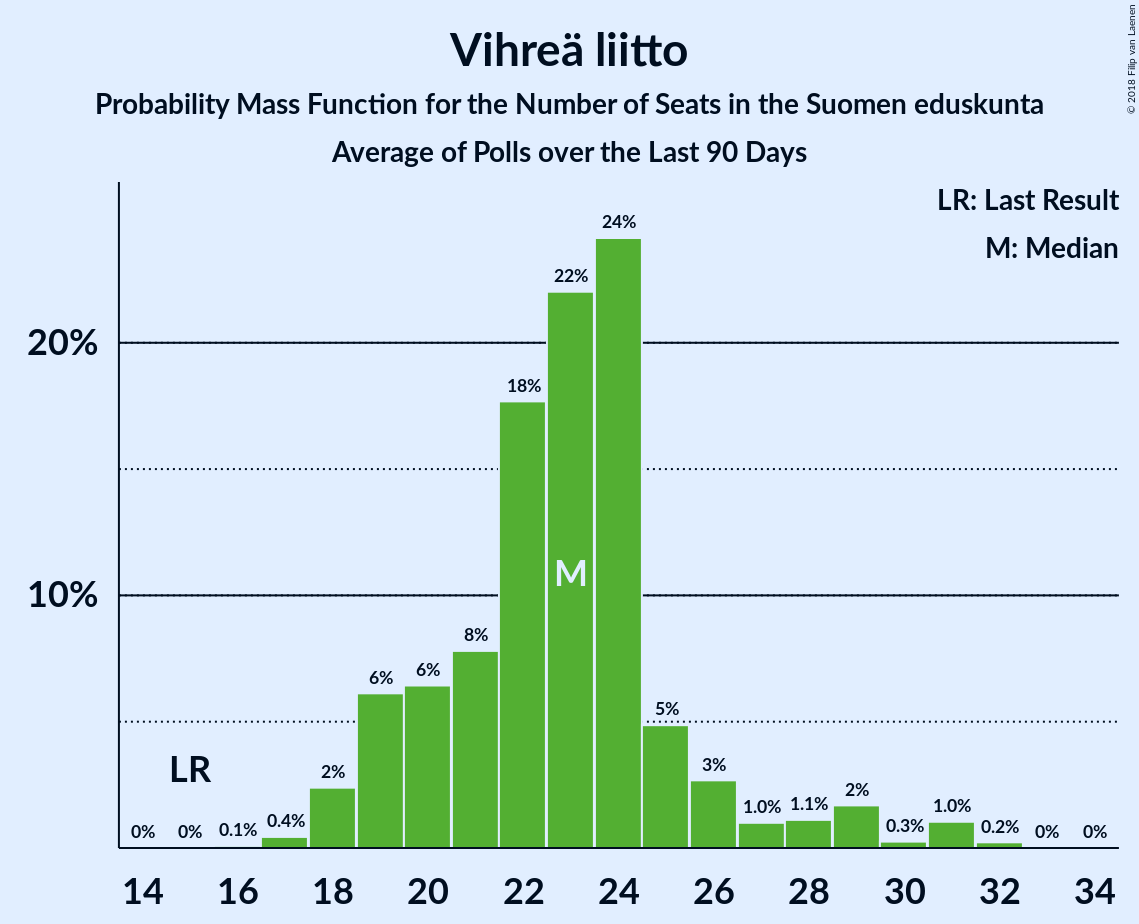 © 2018 Filip van Laenen
Vihreä liitto
Probability Mass Function for the Number of Seats in the Suomen eduskunta
Average of Polls over the Last 90 Days
LR: Last Result
M: Median
20%
10%
0% 0% 0.1% 0.4% 2% 6% 6% 8% 18% 22% 24% 5% 3% 1.0% 1.1% 2% 0.3% 1.0% 0.2% 0% 0%
LR
M
14 16 18 20 22 24 26 28 30 32 34